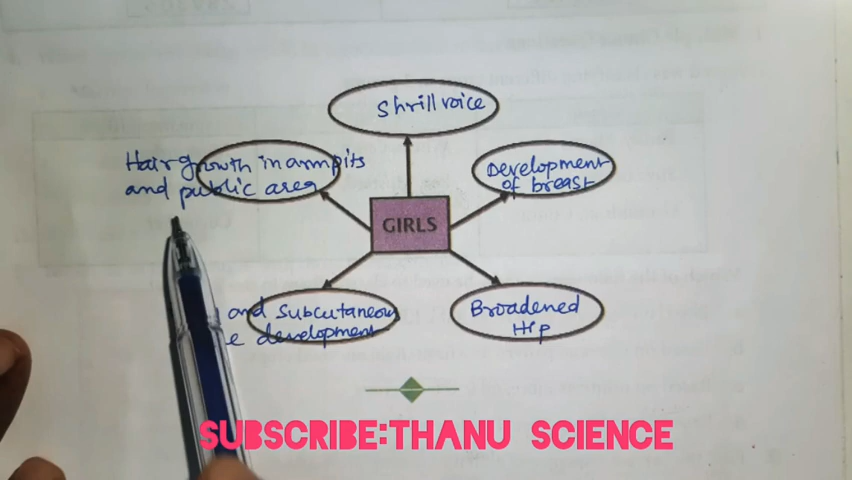 Shrill voice
Hair growth in armpits
and public area
Development
of breast
GIRLS
and Subcutaneous
development
Broadened
Hip
SUBSCRIBE:THANU SCIENCE